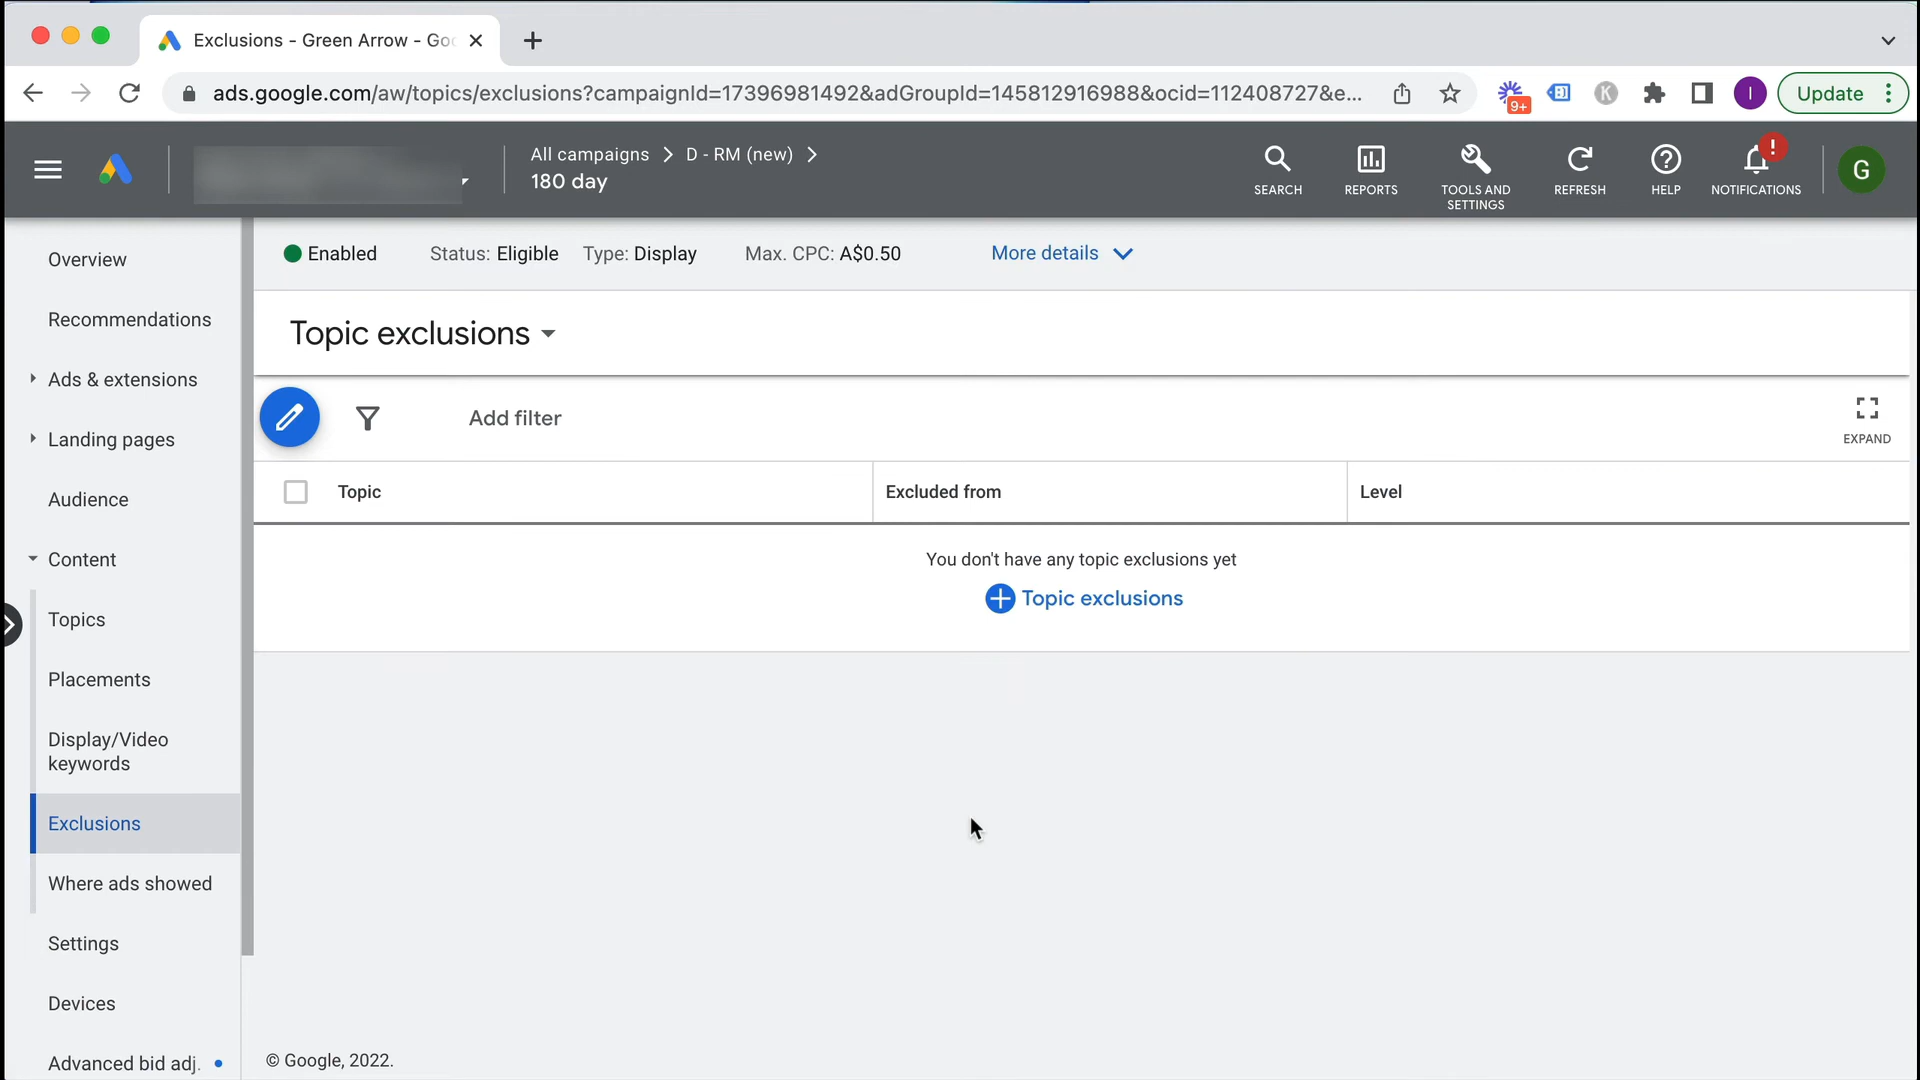 Exclusions - Green Arrow - Goo
ads.google.com/aw/topics/exclusions?campaignId=17396981492&adGroupId=145812916988&ocid=112408727&e...
9+
K
I
Update
All campaigns
D - RM (new)
180 day
SEARCH
REPORTS
TOOLS AND
SETTINGS
REFRESH
HELP
NOTIFICATIONS
G
Overview
Recommendations
Ads & extensions
Landing pages
Audience
Content
Topics
Placements
Display/Video
keywords
Exclusions
Where ads showed
Settings
Devices
Advanced bid adj.
Enabled
Status: Eligible
Type: Display
Max. CPC: A$0.50
More details
Topic exclusions
Add filter
EXPAND
Topic
Excluded from
Level
You don't have any topic exclusions yet
Topic exclusions
© Google, 2022.